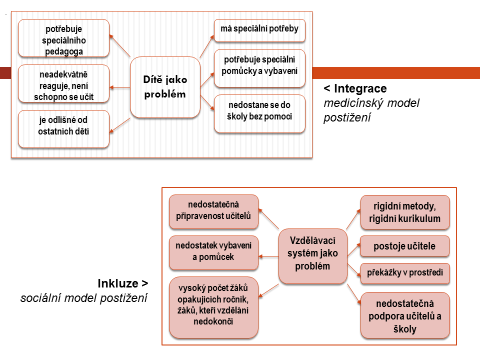 potřebuje
speciálního
pedagoga
neadekvátně
reaguje, není
schopno se učit
je odlišné od
ostatních dětí
Dítě jako
problém
má speciální potřeby
potřebuje speciální
pomůcky a vybavení
nedostane se do
školy bez pomoci
< Integrace
medicínský model
postižení
nedostatečná
připravenost učitelů
nedostatek vybavení
a pomůcek
vysoký počet žáků
opakujících ročník,
žáků, kteří vzdělání
nedokončí
Vzdělávací
systém jako
problém
rigidní metody,
rigidní kurikulum
postoje učitele
překážky v prostředí
nedostatečná
podpora učitelů a
školy
Inkluze >
sociální model postižení